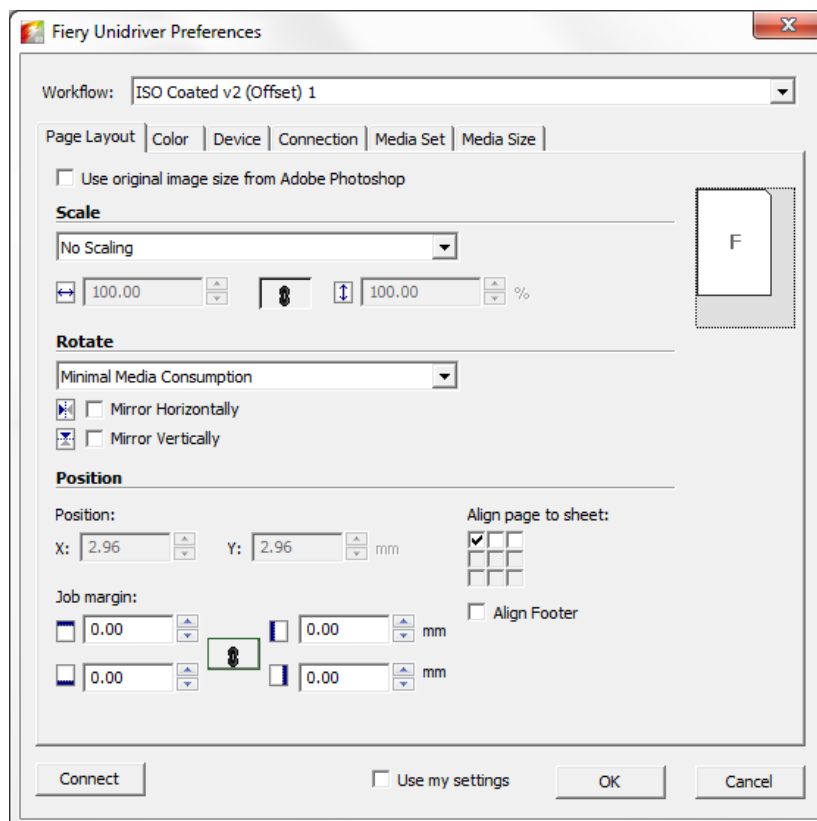 Fiery Unidriver Preferences
Workflow: ISO Coated v2 (Offset) 1
Page Layout Color Device Connection Media Set Media Size
Use original image size from Adobe Photoshop
Scale
No Scaling
100.00 100.00 %
Rotate
Minimal Media Consumption
Mirror Horizontally
Mirror Vertically
Position
Position: Align page to sheet:
X: 2.96 Y: 2.96 mm
Job margin:
Align Footer
0.00 0.00 mm
0.00 0.00 mm
F
Connect Use my settings OK Cancel